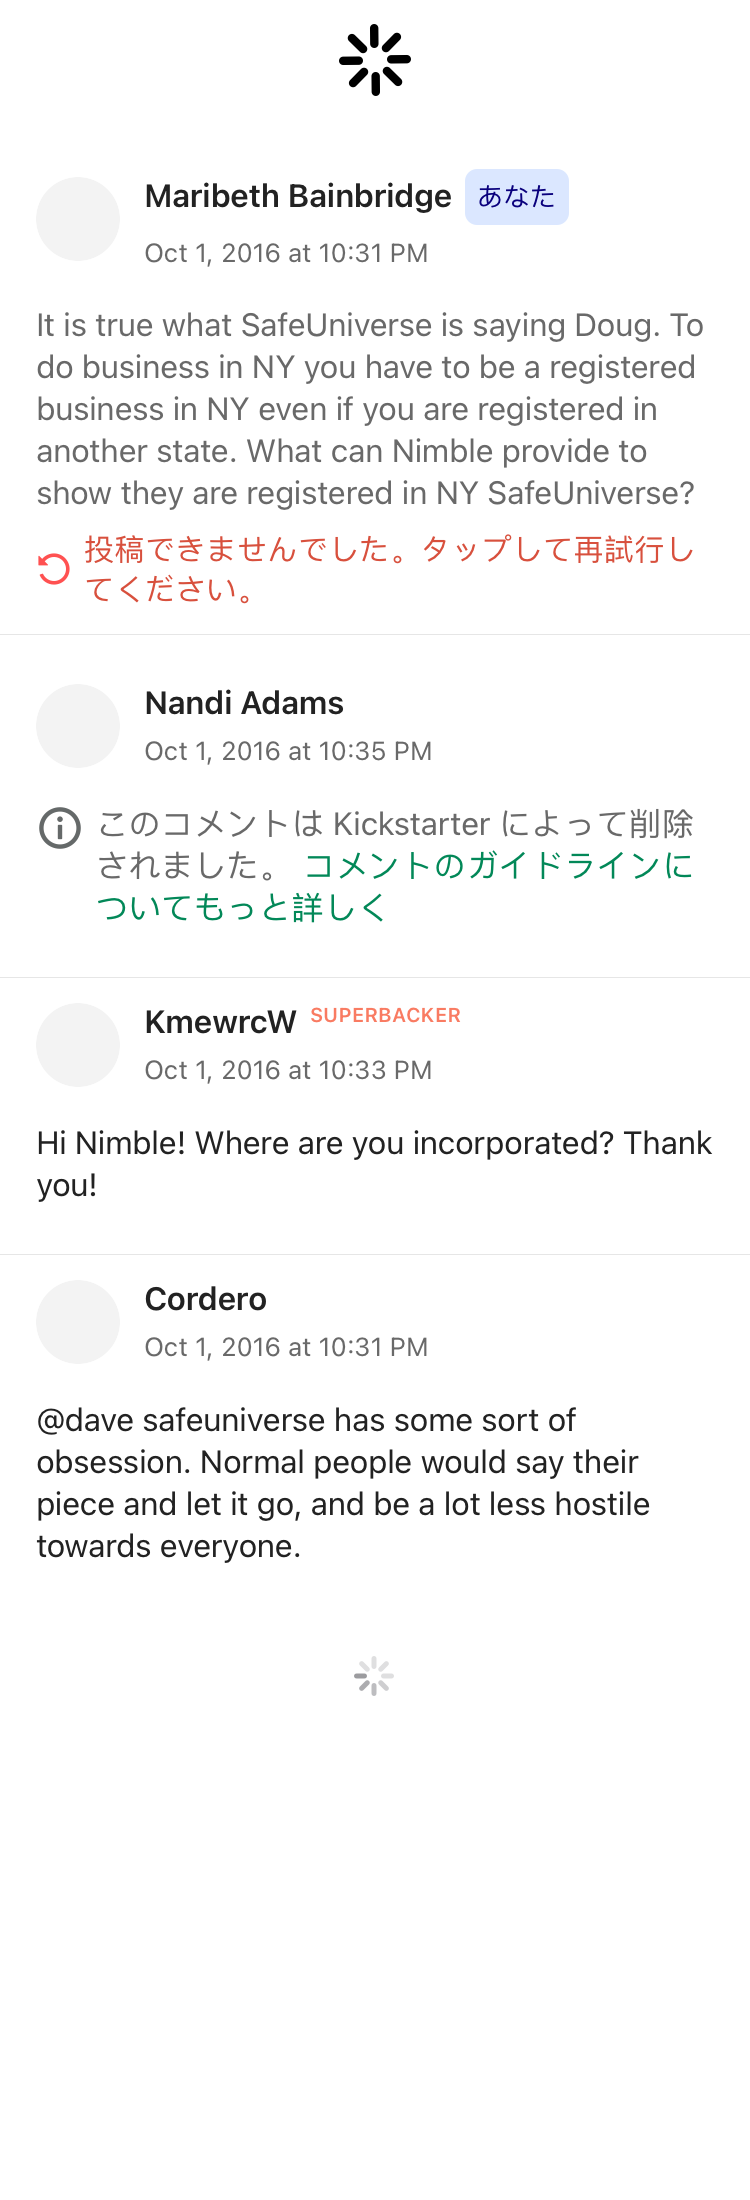 Maribeth Bainbridge あなた
Oct 1, 2016 at 10:31 PM
It is true what SafeUniverse is saying Doug. To
do business in NY you have to be a registered
business in NY even if you are registered in
another state. What can Nimble provide to
show they are registered in NY SafeUniverse?
投稿できませんでした。タップして再試行し
てください。
Nandi Adams
Oct 1, 2016 at 10:35 PM
このコメントは Kickstarter によって削除
されました。 コメントのガイドラインに
ついてもっと詳しく
KmewrcW SUPERBACKER
Oct 1, 2016 at 10:33 PM
Hi Nimble! Where are you incorporated? Thank
you!
Cordero
Oct 1, 2016 at 10:31 PM
@dave safeuniverse has some sort of
obsession. Normal people would say their
piece and let it go, and be a lot less hostile
towards everyone.